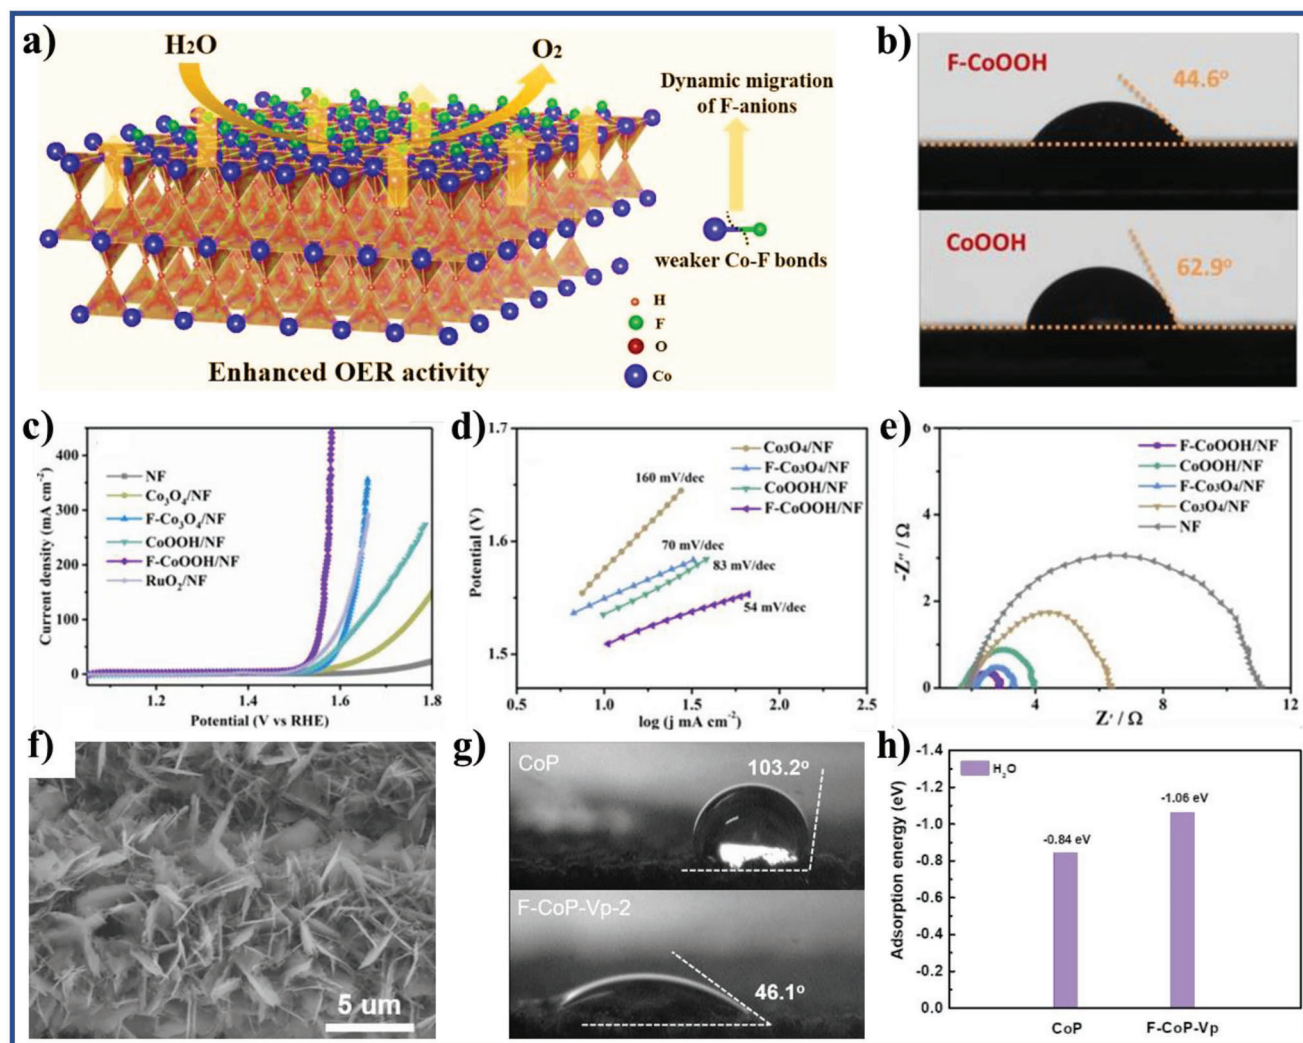 a)
H2O
O2
Dynamic migration
of F-anions
weaker Co-F bonds
H
F
O
Co
Enhanced OER activity
b)
F-CoOOH
44.6°
CoOOH
62.9°
c)
Current density (mA cm⁻²)
400
300
200
100
0
NF
Co₃O₄/NF
F-Co₃O₄/NF
CoOOH/NF
F-CoOOH/NF
RuO₂/NF
1.2
1.4
1.6
1.8
Potential (V vs RHE)
d)
Potential (V)
1.7
1.6
1.5
Co₃O₄/NF
F-Co₃O₄/NF
CoOOH/NF
F-CoOOH/NF
160 mV/dec
70 mV/dec
83 mV/dec
54 mV/dec
0.0
0.5
1.0
1.5
2.0
2.5
log (j mA cm⁻²)
e)
-Z'' / Ω
6
4
2
0
F-CoOOH/NF
CoOOH/NF
F-Co₃O₄/NF
Co₃O₄/NF
NF
4
8
12
Z' / Ω
f)
5 um
g)
CoP
103.2°
F-CoP-Vp-2
46.1°
h)
Adsorption energy (eV)
-1.4
-1.2
-1.0
-0.8
-0.6
-0.4
-0.2
0.0
H₂O
-0.84 eV
-1.06 eV
CoP
F-CoP-Vp